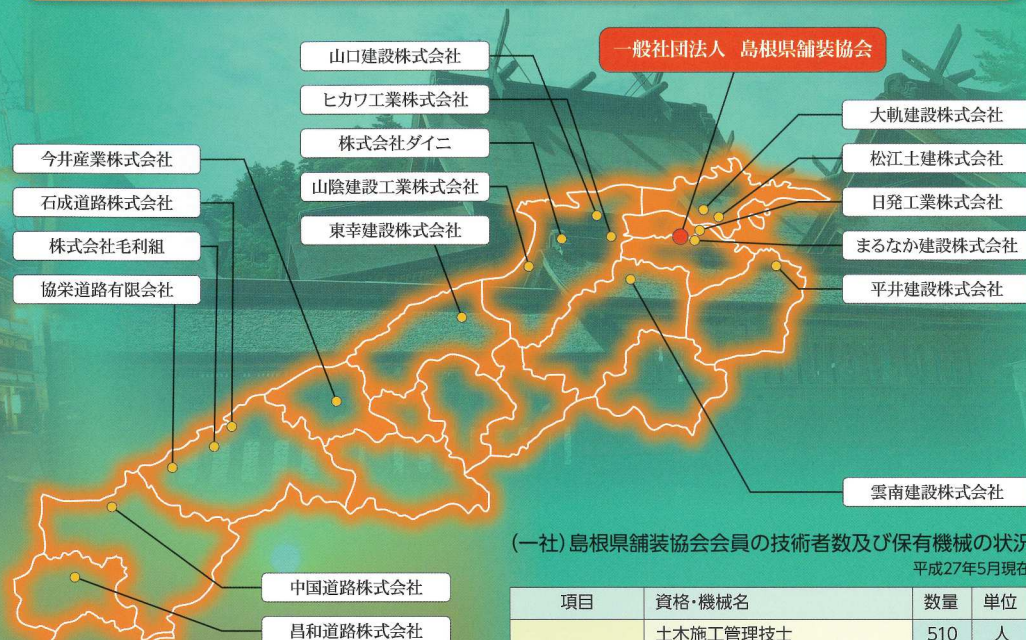 一般社団法人 島根県舗装協会
山口建設株式会社
ヒカワ工業株式会社
株式会社ダイニ
山陰建設工業株式会社
東幸建設株式会社
今井産業株式会社
石成道路株式会社
株式会社毛利組
協栄道路有限会社
大軌建設株式会社
松江土建株式会社
日発工業株式会社
まるなか建設株式会社
平井建設株式会社
雲南建設株式会社
中国道路株式会社
昌和道路株式会社
(一社)島根県舗装協会会員の技術者数及び保有機械の状況
平成27年5月現在
項目 資格・機械名 数量 単位
土木施工管理技士 510 人